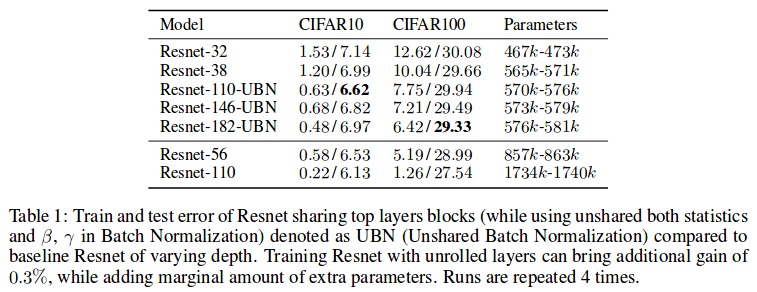 Model CIFAR10 CIFAR100 Parameters
Resnet-32 1.53/7.14 12.62/30.08 467k-473k
Resnet-38 1.20/6.99 10.04/29.66 565k-571k
Resnet-110-UBN 0.63/6.62 7.75/29.94 570k-576k
Resnet-146-UBN 0.68/6.82 7.21/29.49 573k-579k
Resnet-182-UBN 0.48/6.97 6.42/29.33 576k-581k
Resnet-56 0.58/6.53 5.19/28.99 857k-863k
Resnet-110 0.22/6.13 1.26/27.54 1734k-1740k
Table 1: Train and test error of Resnet sharing top layers blocks (while using unshared both statistics
and β, γ in Batch Normalization) denoted as UBN (Unshared Batch Normalization) compared to
baseline Resnet of varying depth. Training Resnet with unrolled layers can bring additional gain of
0.3%, while adding marginal amount of extra parameters. Runs are repeated 4 times.